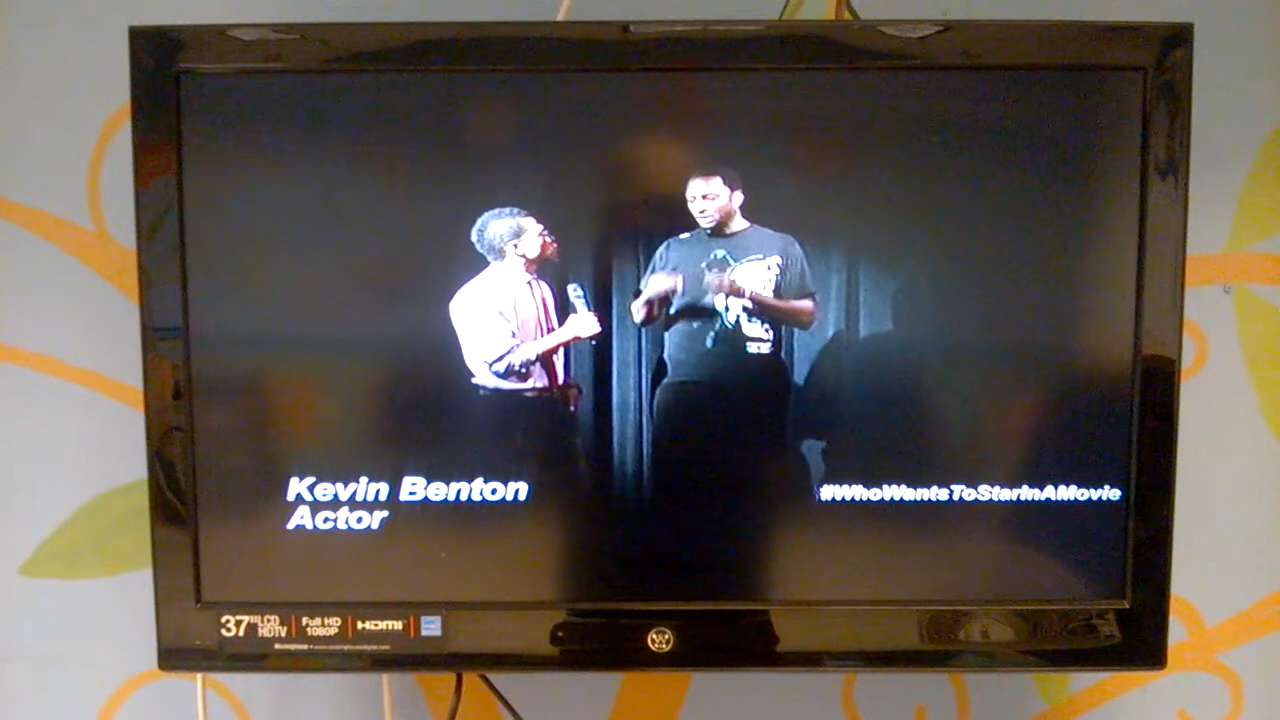 Kevin Benton
Actor
#WhoWantsToStarInAMovie
37" LCD HDTV
Full HD 1080P
HDMI